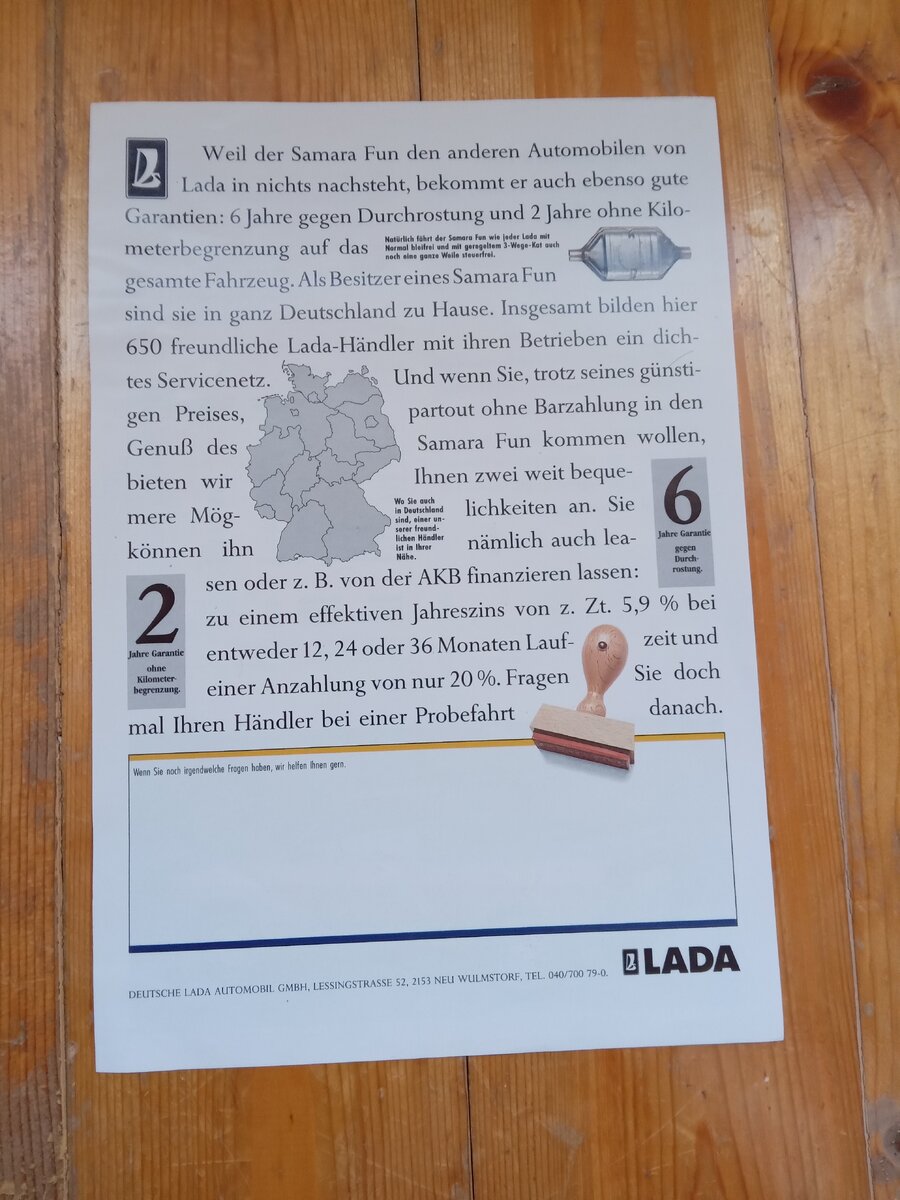 Weil der Samara Fun den anderen Automobilen von
Lada in nichts nachsteht, bekommt er auch ebenso gute
Garantien: 6 Jahre gegen Durchrostung und 2 Jahre ohne Kilo-
meterbegrenzung auf das
Natürlich fährt der Samara Fun wie jeder Lada mit
Normal bleifrei und mit geregeltem 3-Wege-Kat auch
noch eine ganze Weile steuerfrei.
gesamte Fahrzeug. Als Besitzer eines Samara Fun
sind sie in ganz Deutschland zu Hause. Insgesamt bilden hier
650 freundliche Lada-Händler mit ihren Betrieben ein dich-
tes Servicenetz. Und wenn Sie, trotz seines günsti-
gen Preises, partout ohne Barzahlung in den
Genuß des Samara Fun kommen wollen,
bieten wir Ihnen zwei weit beque-
mere Mög- lichkeiten an. Sie
können ihn nämlich auch lea-
Wo Sie auch
in Deutschland
sind, einer un-
serer freund-
lichen Händler
ist in Ihrer
Nähe.
6
Jahre Garantie
gegen
Durch-
rostung.
sen oder z. B. von der AKB finanzieren lassen:
zu einem effektiven Jahreszins von z. Zt. 5,9 % bei
entweder 12, 24 oder 36 Monaten Lauf- zeit und
einer Anzahlung von nur 20 %. Fragen Sie doch
mal Ihren Händler bei einer Probefahrt danach.
2
Jahre Garantie
ohne
Kilometer-
begrenzung.
Wenn Sie noch irgendwelche Fragen haben, wir helfen Ihnen gern.
LADA
DEUTSCHE LADA AUTOMOBIL GMBH, LESSINGSTRASSE 52, 2153 NEU WULMSTORF, TEL. 040/700 79-0.